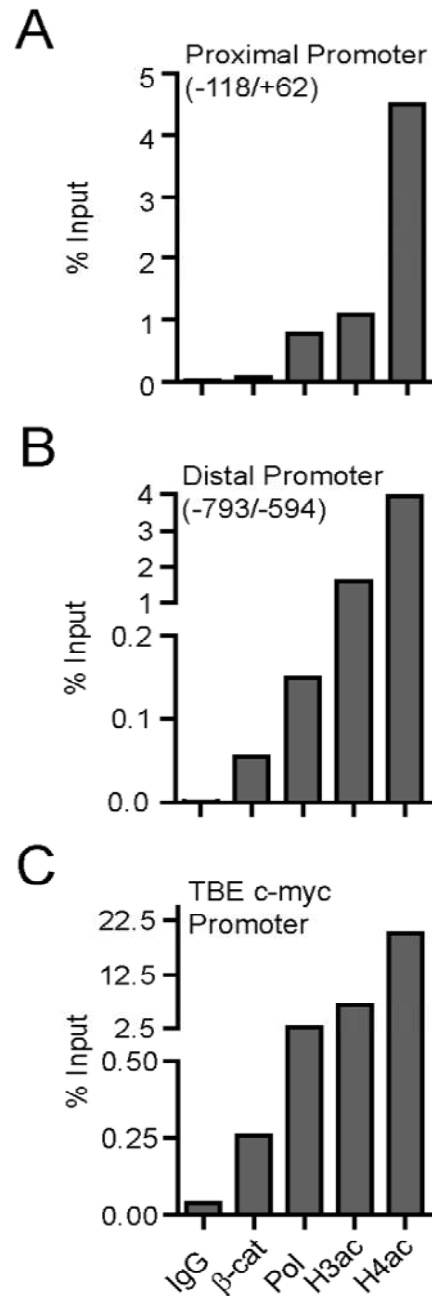 A
Proximal Promoter
(-118/+62)
5
4
3
2
1
0
% Input
B
Distal Promoter
(-793/-594)
4
3
2
1
0.2
0.1
0.0
% Input
C
TBE c-myc
Promoter
22.5
12.5
2.5
0.50
0.25
0.00
% Input
IgG
β-cat
Pol
H3ac
H4ac